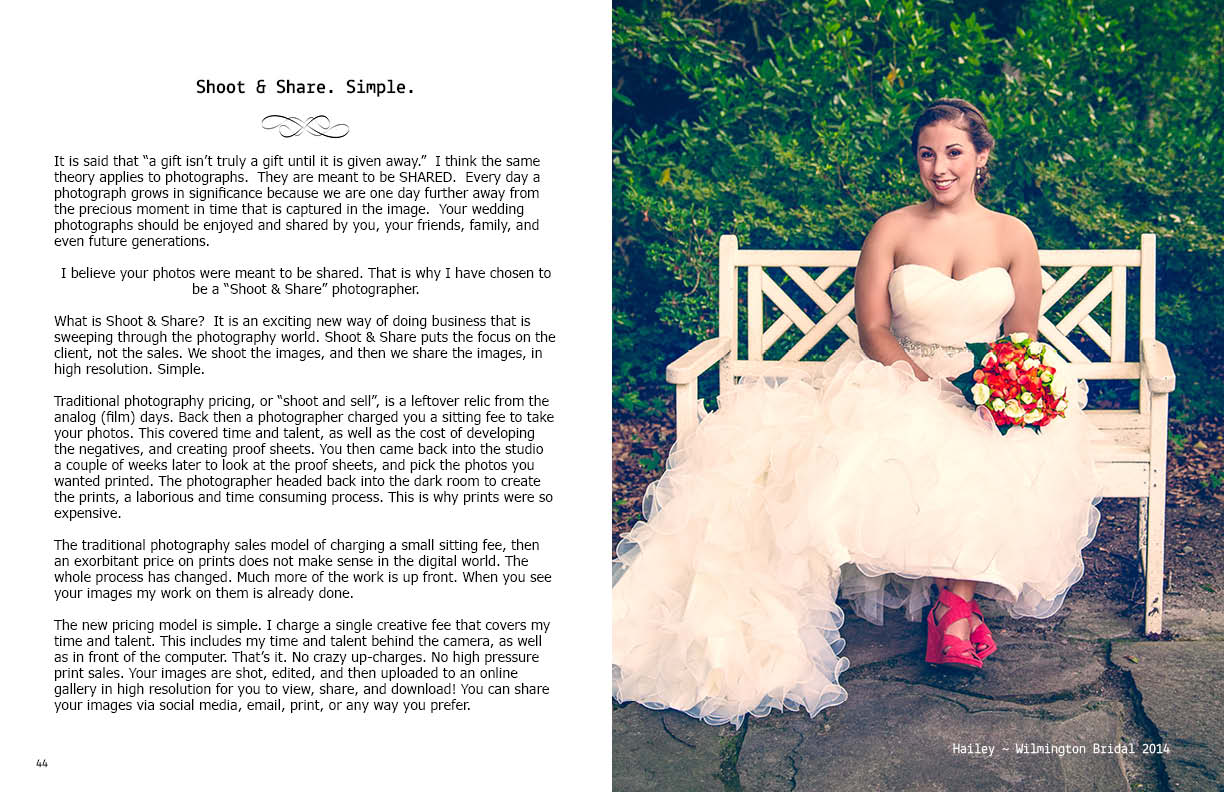 Shoot & Share. Simple.
It is said that “a gift isn’t truly a gift until it is given away.”  I think the same
theory applies to photographs.  They are meant to be SHARED.  Every day a
photograph grows in significance because we are one day further away from
the precious moment in time that is captured in the image.  Your wedding
photographs should be enjoyed and shared by you, your friends, family, and
even future generations.
I believe your photos were meant to be shared. That is why I have chosen to
be a “Shoot & Share” photographer.
What is Shoot & Share?  It is an exciting new way of doing business that is
sweeping through the photography world. Shoot & Share puts the focus on the
client, not the sales. We shoot the images, and then we share the images, in
high resolution. Simple.
Traditional photography pricing, or “shoot and sell”, is a leftover relic from the
analog (film) days. Back then a photographer charged you a sitting fee to take
your photos. This covered time and talent, as well as the cost of developing
the negatives, and creating proof sheets. You then came back into the studio
a couple of weeks later to look at the proof sheets, and pick the photos you
wanted printed. The photographer headed back into the dark room to create
the prints, a laborious and time consuming process. This is why prints were so
expensive.
The traditional photography sales model of charging a small sitting fee, then
an exorbitant price on prints does not make sense in the digital world. The
whole process has changed. Much more of the work is up front. When you see
your images my work on them is already done.
The new pricing model is simple. I charge a single creative fee that covers my
time and talent. This includes my time and talent behind the camera, as well
as in front of the computer. That’s it. No crazy up-charges. No high pressure
print sales. Your images are shot, edited, and then uploaded to an online
gallery in high resolution for you to view, share, and download! You can share
your images via social media, email, print, or any way you prefer.
44
Hailey ~ Wilmington Bridal 2014